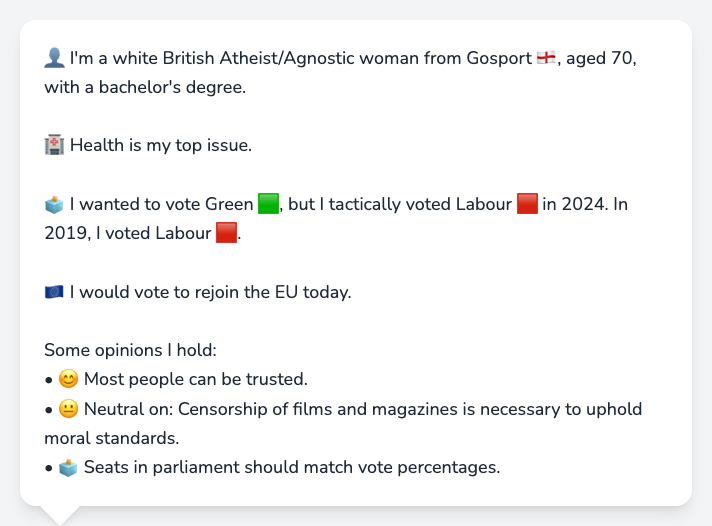 👤 I'm a white British Atheist/Agnostic woman from Gosport 🏴󠁧󠁢󠁥󠁮󠁧󠁿, aged 70,
with a bachelor's degree.
🏥 Health is my top issue.
🗳️ I wanted to vote Green 🟩, but I tactically voted Labour 🟥 in 2024. In
2019, I voted Labour 🟥.
🇪🇺 I would vote to rejoin the EU today.
Some opinions I hold:
• 😊 Most people can be trusted.
• 😐 Neutral on: Censorship of films and magazines is necessary to uphold
moral standards.
• 🗳️ Seats in parliament should match vote percentages.